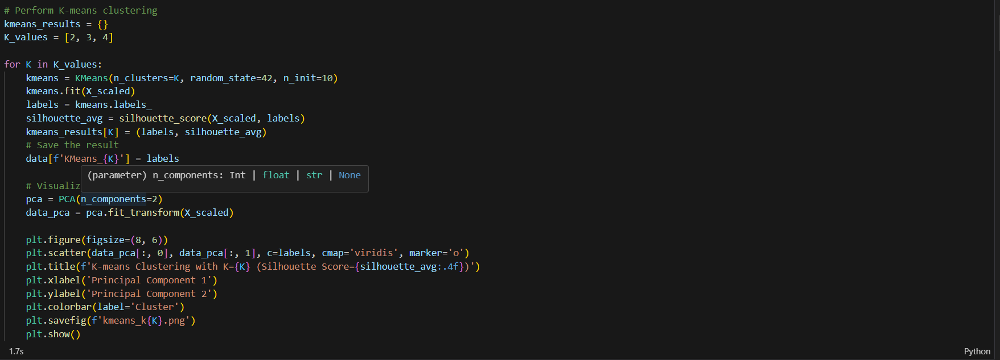 # Perform K-means clustering
kmeans_results = {}
K_values = [2, 3, 4]
for K in K_values:
kmeans = KMeans(n_clusters=K, random_state=42, n_init=10)
kmeans.fit(X_scaled)
labels = kmeans.labels_
silhouette_avg = silhouette_score(X_scaled, labels)
kmeans_results[K] = (labels, silhouette_avg)
# Save the result
data[f'KMeans_{K}'] = labels
(parameter) n_components: Int | float | str | None
# Visualiz
pca = PCA(n_components=2)
data_pca = pca.fit_transform(X_scaled)
plt.figure(figsize=(8, 6))
plt.scatter(data_pca[:, 0], data_pca[:, 1], c=labels, cmap='viridis', marker='o')
plt.title(f'K-means Clustering with K={K} (Silhouette Score={silhouette_avg:.4f})')
plt.xlabel('Principal Component 1')
plt.ylabel('Principal Component 2')
plt.colorbar(label='Cluster')
plt.savefig(f'kmeans_k{K}.png')
plt.show()
1.7s
Python